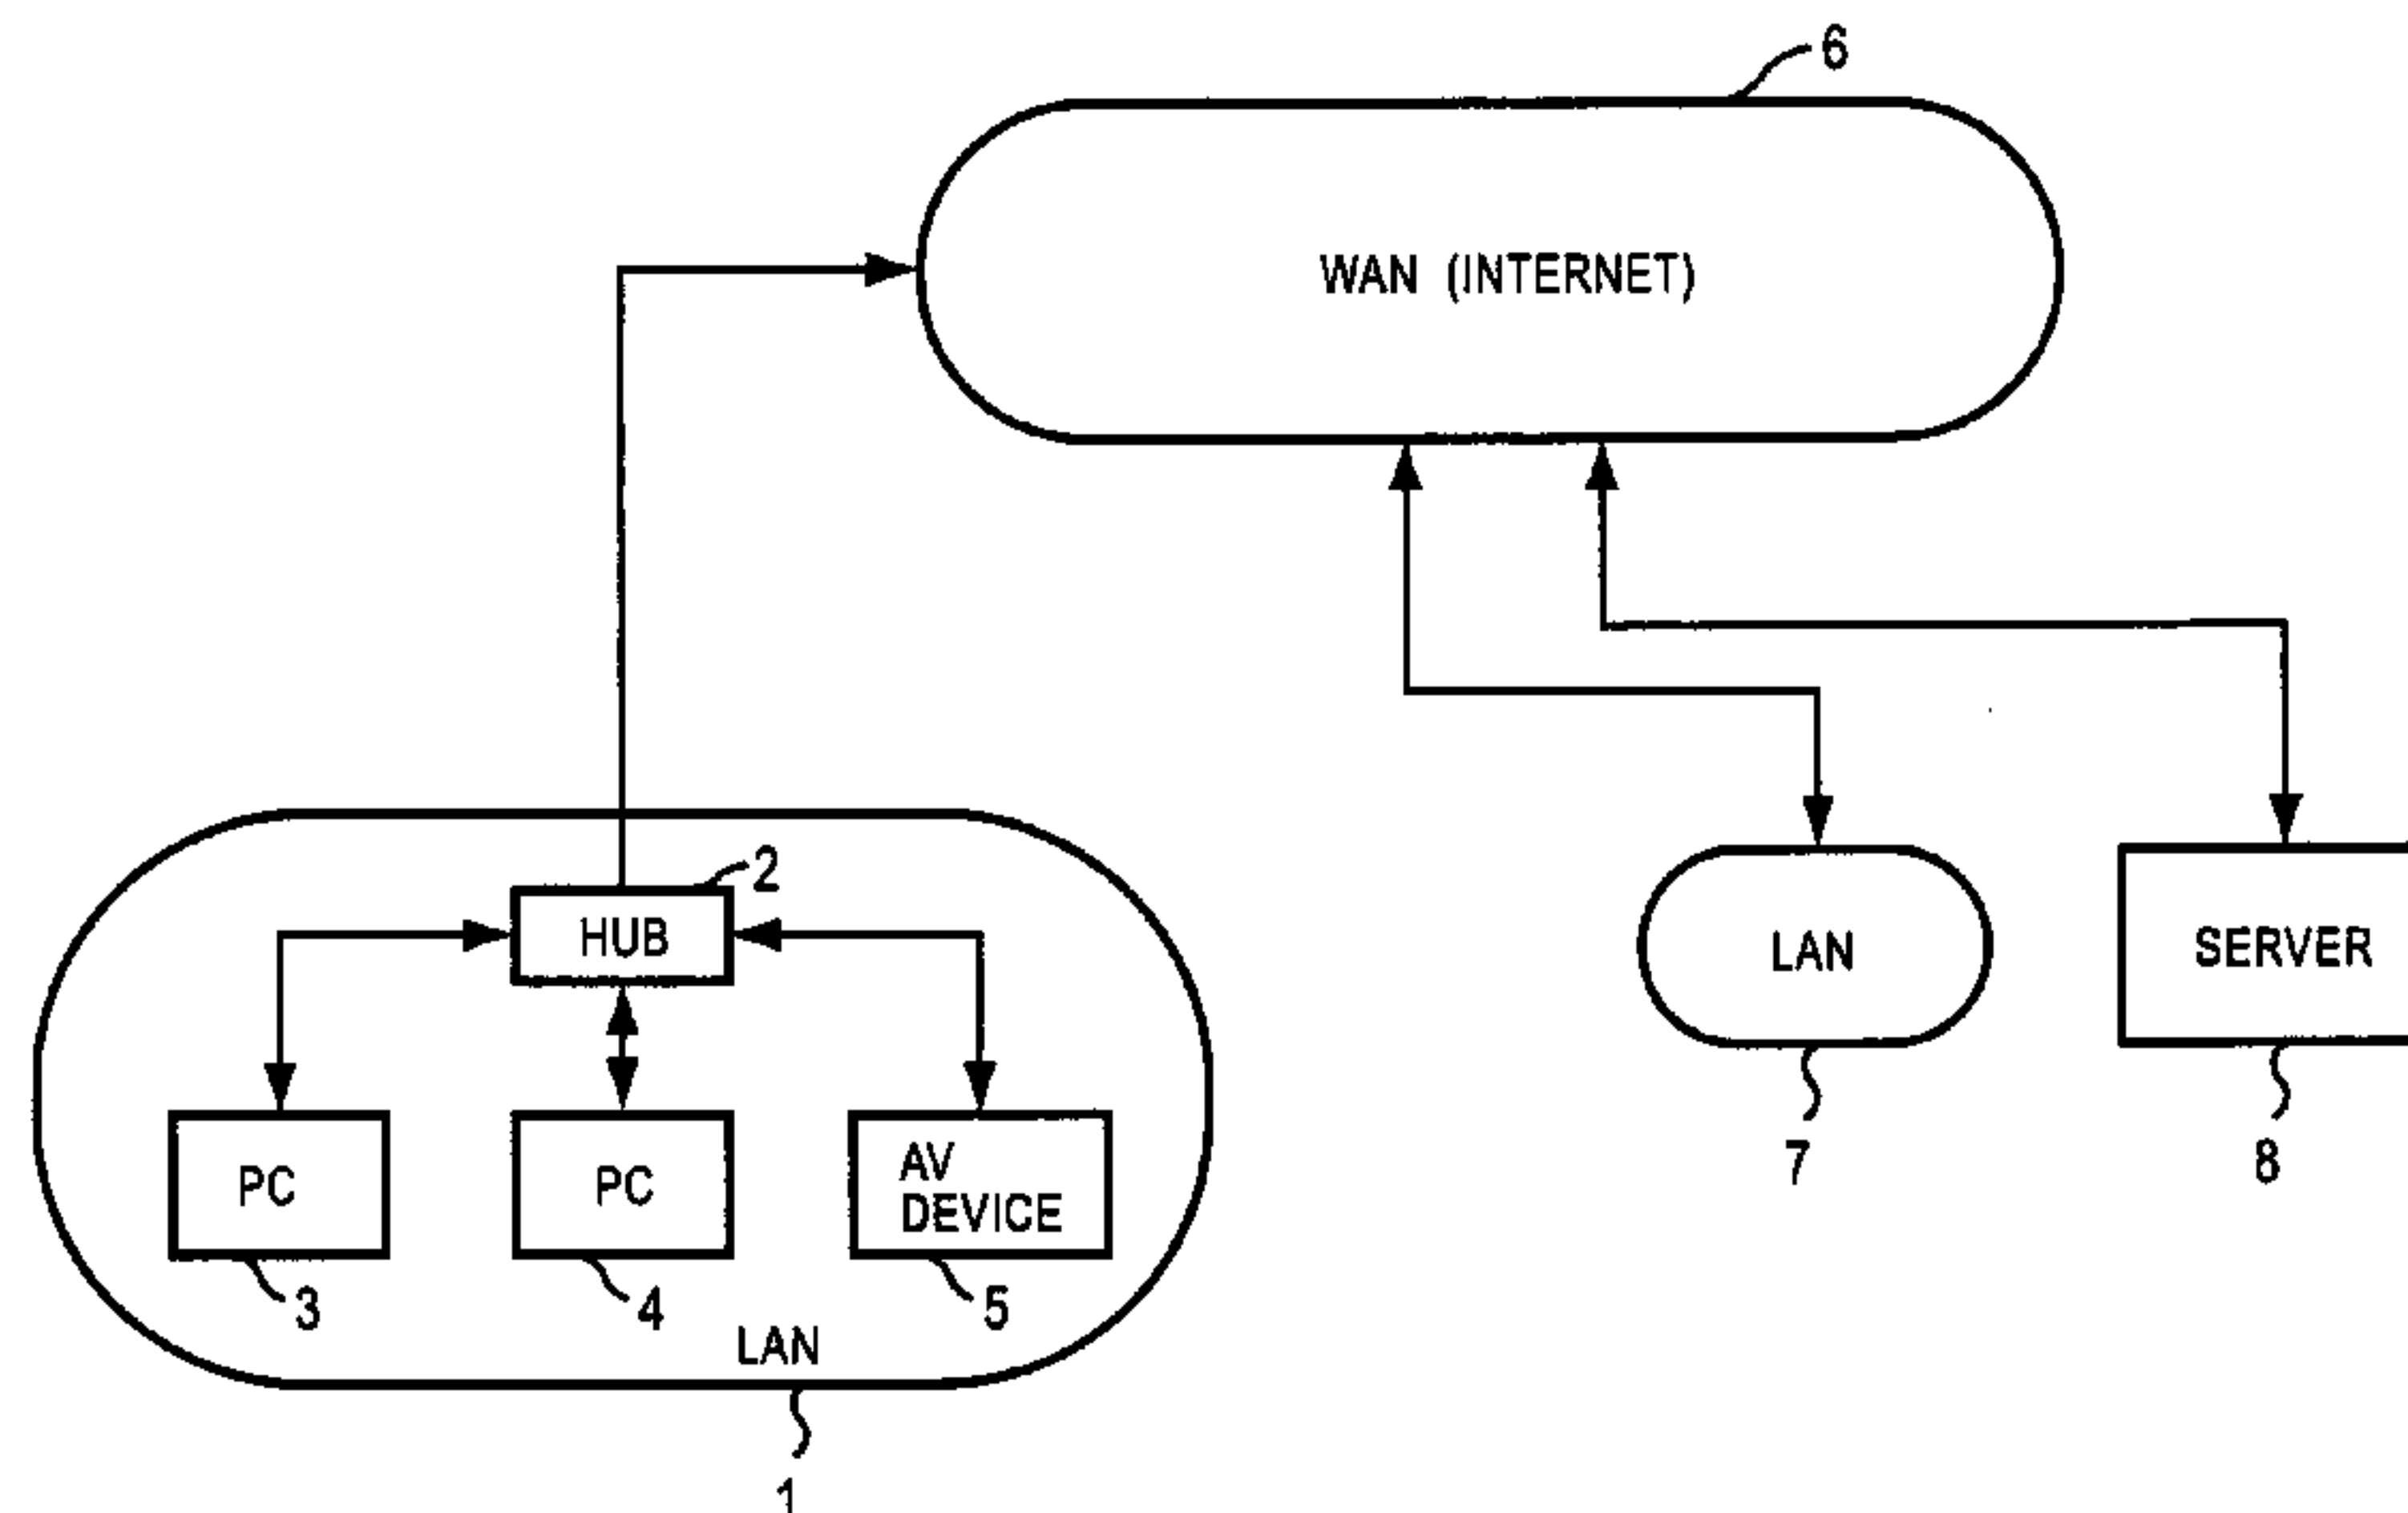 6
WAN (INTERNET)
2
HUB
LAN
SERVER
PC
PC
AV
DEVICE
7
8
3
4
5
LAN
1